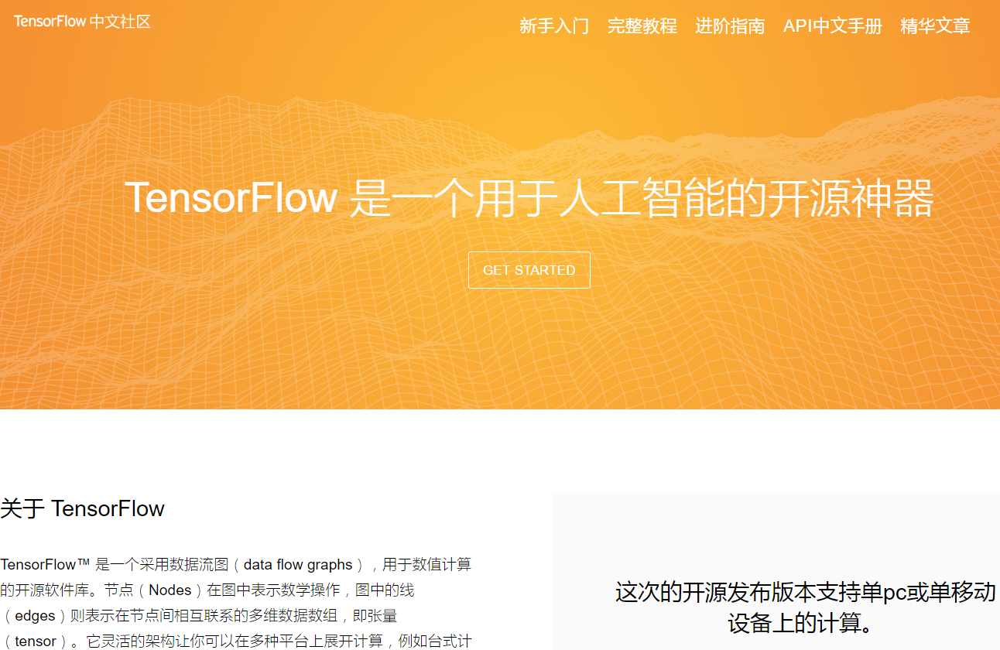 TensorFlow 中文社区
新手入门 完整教程 进阶指南 API中文手册 精华文章
TensorFlow 是一个用于人工智能的开源神器
GET STARTED
关于 TensorFlow
TensorFlow™ 是一个采用数据流图（data flow graphs），用于数值计算
的开源软件库。节点（Nodes）在图中表示数学操作，图中的线
（edges）则表示在节点间相互联系的多维数据数组，即张量
（tensor）。它灵活的架构让你可以在多种平台上展开计算，例如台式计
这次的开源发布版本支持单pc或单移动
设备上的计算。